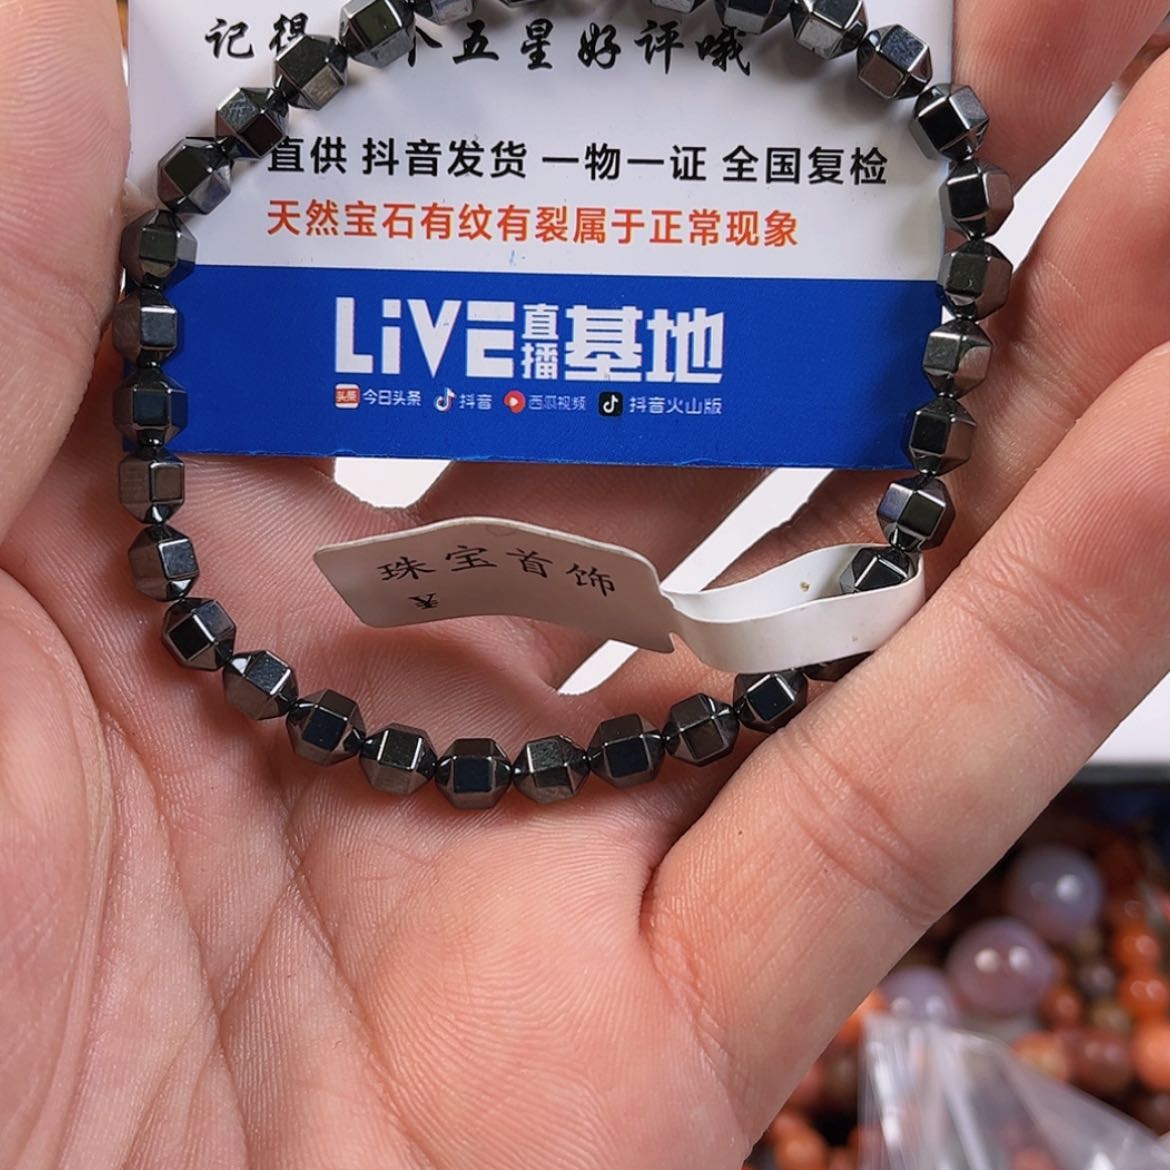 记得 个五星好评哦
直供 抖音发货 一物一证 全国复检
天然宝石有纹有裂属于正常现象
LiVE直播基地
头条 今日头条 抖音 西瓜视频 抖音火山版
珠宝首饰